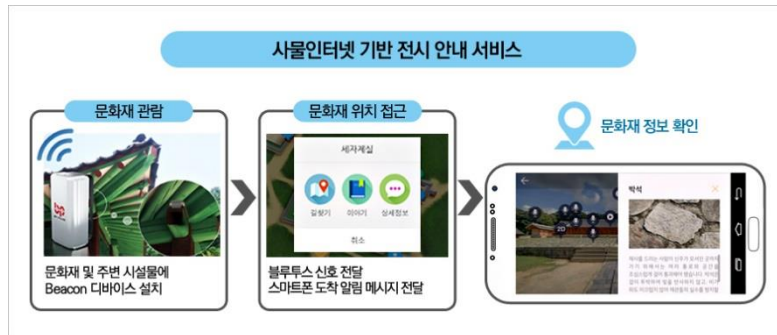 사물인터넷 기반 전시 안내 서비스
문화재 관람
문화재 및 주변 시설물에
Beacon 디바이스 설치
문화재 위치 접근
세자재실
길찾기
이야기
상세정보
취소
블루투스 신호 전달
스마트폰 도착 알림 메시지 전달
문화재 정보 확인
2D
박석